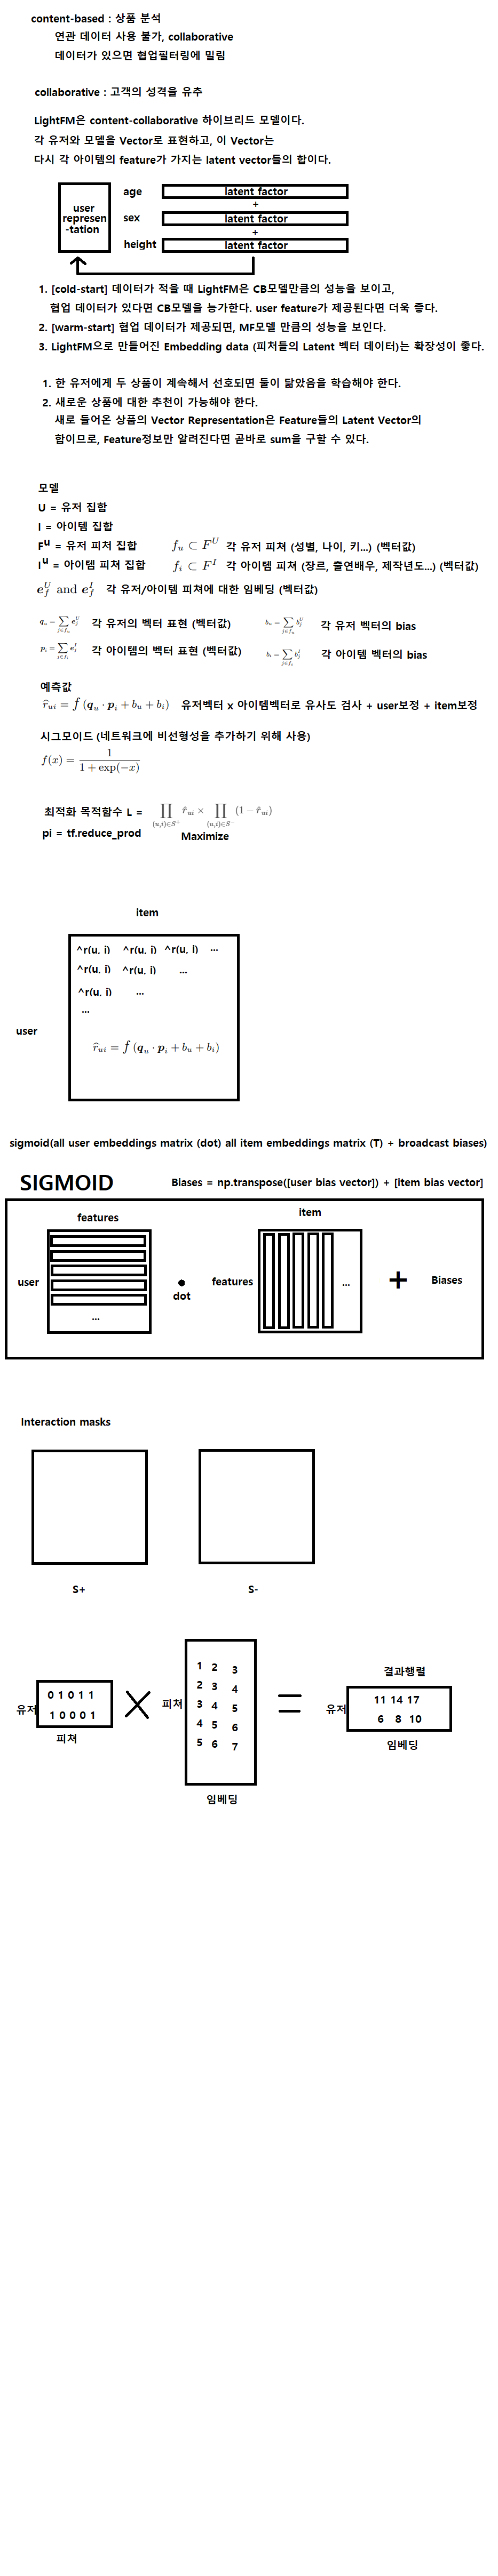 content-based : 상품 분석
연관 데이터 사용 불가, collaborative
데이터가 있으면 협업필터링에 밀림
collaborative : 고객의 성격을 유추
LightFM은 content-collaborative 하이브리드 모델이다.
각 유저와 모델을 Vector로 표현하고, 이 Vector는
다시 각 아이템의 feature가 가지는 latent vector들의 합이다.
user
represen
-tation
age
latent factor
+
sex
latent factor
+
height
latent factor
1. [cold-start] 데이터가 적을 때 LightFM은 CB모델만큼의 성능을 보이고,
협업 데이터가 있다면 CB모델을 능가한다. user feature가 제공된다면 더욱 좋다.
2. [warm-start] 협업 데이터가 제공되면, MF모델 만큼의 성능을 보인다.
3. LightFM으로 만들어진 Embedding data (피처들의 Latent 벡터 데이터)는 확장성이 좋다.
1. 한 유저에게 두 상품이 계속해서 선호되면 둘이 닮았음을 학습해야 한다.
2. 새로운 상품에 대한 추천이 가능해야 한다.
새로 들어온 상품의 Vector Representation은 Feature들의 Latent Vector의
합이므로, Feature정보만 알려진다면 곧바로 sum을 구할 수 있다.
모델
U = 유저 집합
I = 아이템 집합
F^u = 유저 피처 집합 f_u ⊂ F^U 각 유저 피쳐 (성별, 나이, 키...) (벡터값)
I^u = 아이템 피쳐 집합 f_i ⊂ F^I 각 아이템 피쳐 (장르, 출연배우, 제작년도...) (벡터값)
e_f^U and e_f^I 각 유저/아이템 피쳐에 대한 임베딩 (벡터값)
q_u = ∑_{j∈f_u} e_j^U 각 유저의 벡터 표현 (벡터값) b_u = ∑_{j∈f_u} b_j^U 각 유저 벡터의 bias
p_i = ∑_{j∈f_i} e_j^I 각 아이템의 벡터 표현 (벡터값) b_i = ∑_{j∈f_i} b_j^I 각 아이템 벡터의 bias
예측값
r̂_ui = f (q_u · p_i + b_u + b_i) 유저벡터 x 아이템벡터로 유사도 검사 + user보정 + item보정
시그모이드 (네트워크에 비선형성을 추가하기 위해 사용)
f(x) = 1 / (1 + exp(−x))
최적화 목적함수 L = ∏_{(u,i)∈S+} r̂_ui × ∏_{(u,i)∈S−} (1 − r̂_ui)
pi = tf.reduce_prod Maximize
item
^r(u, i) ^r(u, i) ^r(u, i) ...
^r(u, i) ^r(u, i) ...
^r(u, i) ...
...
user
r̂_ui = f (q_u · p_i + b_u + b_i)
sigmoid(all user embeddings matrix (dot) all item embeddings matrix (T) + broadcast biases)
SIGMOID
Biases = np.transpose([user bias vector]) + [item bias vector]
features
item
user
...
dot
features
...
+
Biases
Interaction masks
S+
S-
유저
0 1 0 1 1
1 0 0 0 1
피쳐
×
피쳐
1 2 3
2 3 4
3 4 5
4 5 6
5 6 7
임베딩
=
결과행렬
유저
11 14 17
6 8 10
임베딩